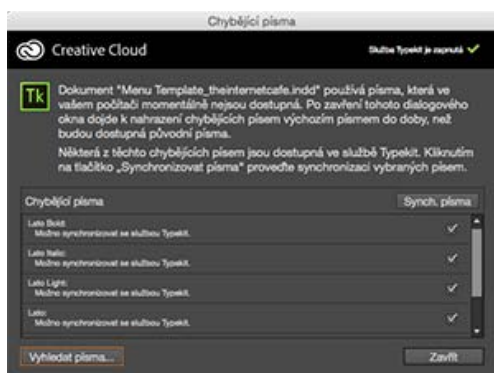 Chybějící písma
Creative Cloud
Služba Typekit je zapnutá
Tk
Dokument "Menu Template_theinternetcafe.indd" používá písma, která ve
vašem počítači momentálně nejsou dostupná. Po zavření tohoto dialogového
okna dojde k nahrazení chybějících písem výchozím písmem do doby, než
budou dostupná původní písma.
Některá z těchto chybějících písem jsou dostupná ve službě Typekit. Kliknutím
na tlačítko „Synchronizovat písma" proveďte synchronizaci vybraných písem.
Chybějící písma
Synch. písma
Lato Bold:
Možno synchronizovat se službou Typekit.
Lato Italic:
Možno synchronizovat se službou Typekit.
Lato Light:
Možno synchronizovat se službou Typekit.
Lato:
Možno synchronizovat se službou Typekit.
Vyhledat písma...
Zavřít